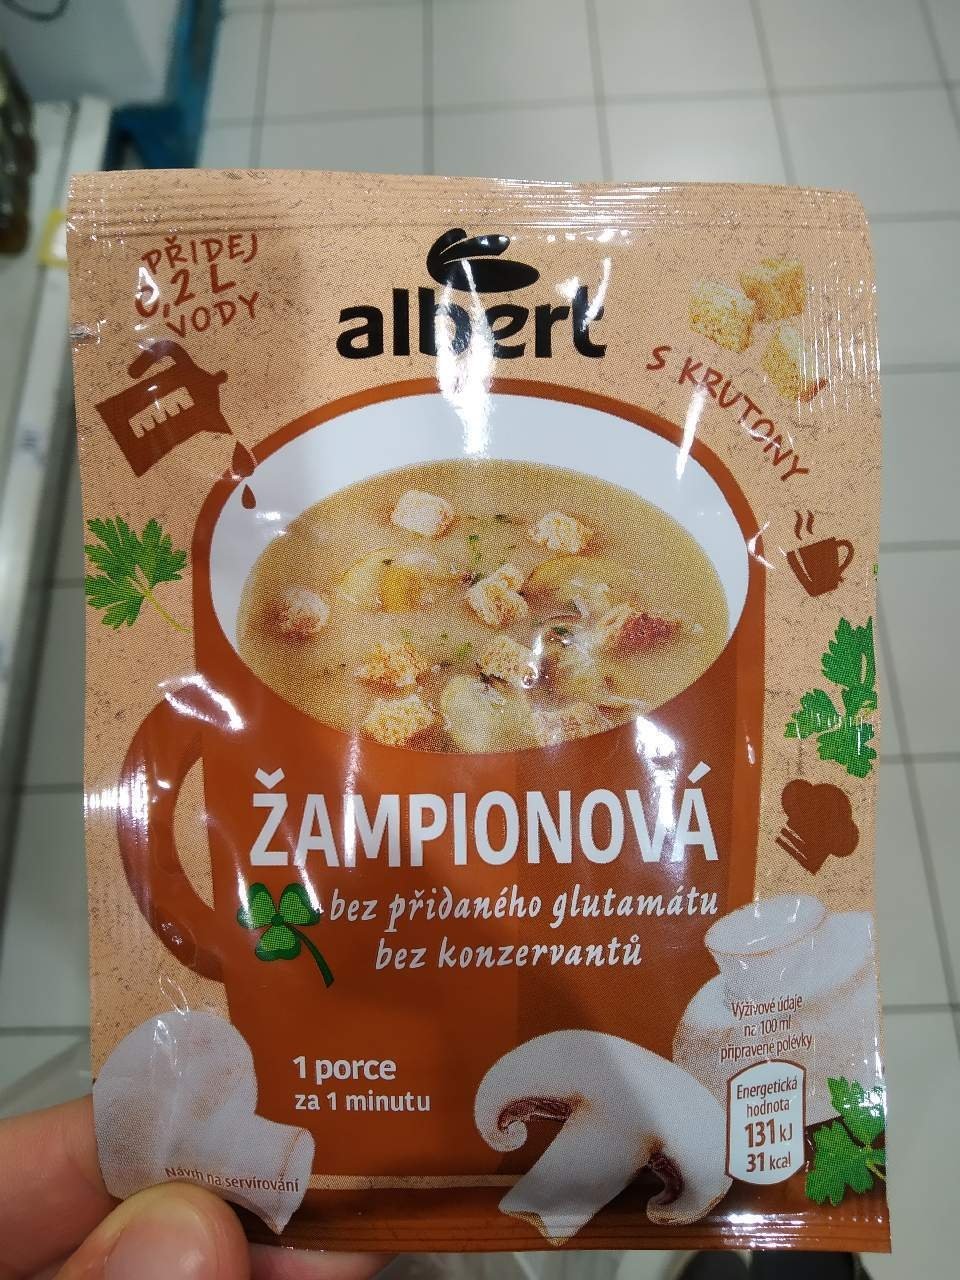 PŘIDEJ
0,2 L
VODY
albert
S KRUTONY
ŽAMPIONOVÁ
bez přidaného glutamátu
bez konzervantů
1 porce
za 1 minutu
Výživové údaje
na 100 ml
připravené polévky
Energetická
hodnota
131 kJ
31 kcal
Návrh na servírování